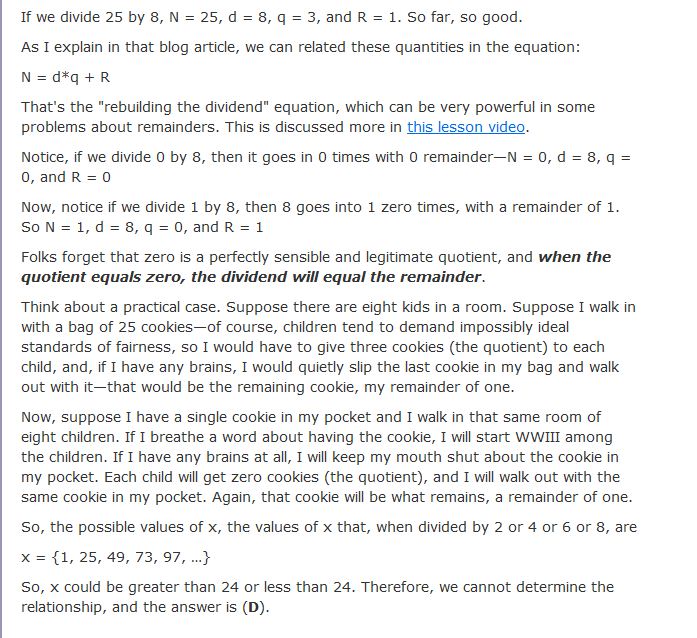 If we divide 25 by 8, N = 25, d = 8, q = 3, and R = 1. So far, so good.
As I explain in that blog article, we can related these quantities in the equation:
N = d*q + R
That's the "rebuilding the dividend" equation, which can be very powerful in some
problems about remainders. This is discussed more in this lesson video.
Notice, if we divide 0 by 8, then it goes in 0 times with 0 remainder—N = 0, d = 8, q =
0, and R = 0
Now, notice if we divide 1 by 8, then 8 goes into 1 zero times, with a remainder of 1.
So N = 1, d = 8, q = 0, and R = 1
Folks forget that zero is a perfectly sensible and legitimate quotient, and when the
quotient equals zero, the dividend will equal the remainder.
Think about a practical case. Suppose there are eight kids in a room. Suppose I walk in
with a bag of 25 cookies—of course, children tend to demand impossibly ideal
standards of fairness, so I would have to give three cookies (the quotient) to each
child, and, if I have any brains, I would quietly slip the last cookie in my bag and walk
out with it—that would be the remaining cookie, my remainder of one.
Now, suppose I have a single cookie in my pocket and I walk in that same room of
eight children. If I breathe a word about having the cookie, I will start WWIII among
the children. If I have any brains at all, I will keep my mouth shut about the cookie in
my pocket. Each child will get zero cookies (the quotient), and I will walk out with the
same cookie in my pocket. Again, that cookie will be what remains, a remainder of one.
So, the possible values of x, the values of x that, when divided by 2 or 4 or 6 or 8, are
x = {1, 25, 49, 73, 97, ...}
So, x could be greater than 24 or less than 24. Therefore, we cannot determine the
relationship, and the answer is (D).